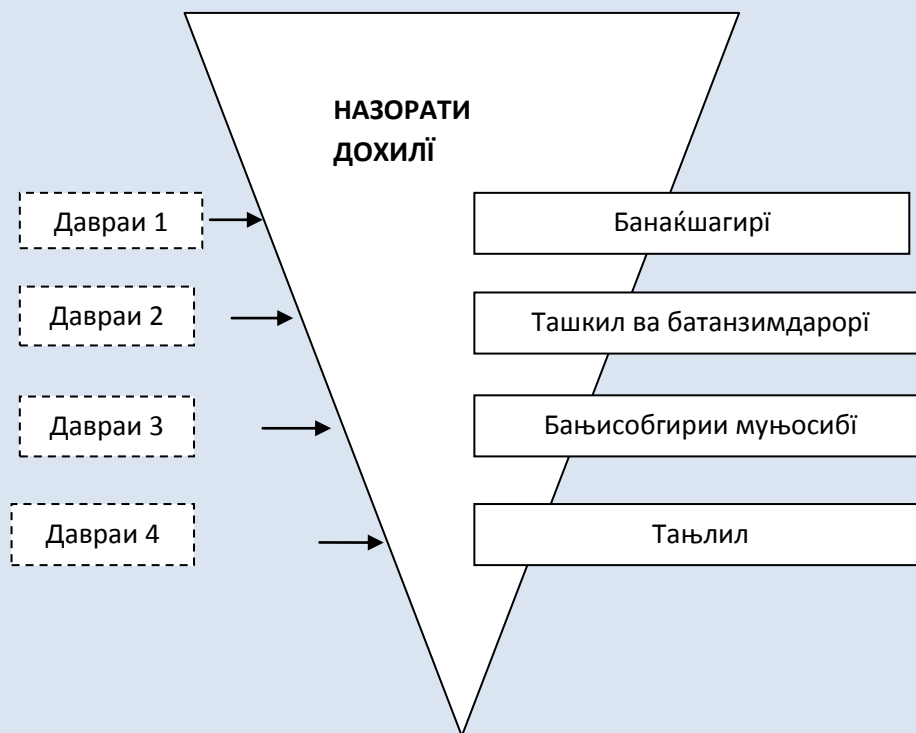 НАЗОРАТИ
ДОХИЛЇ
Давраи 1
Банаќшагирї
Давраи 2
Ташкил ва батанзимдарорї
Давраи 3
Бањисобгирии муњосибї
Давраи 4
Тањлил